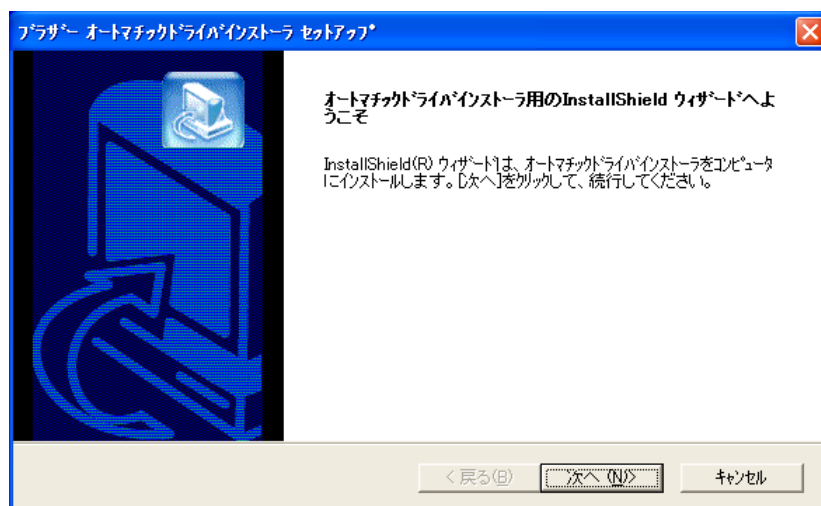 ブラザー オートマチックドライバインストーラ セットアップ
オートマチックドライバインストーラ用のInstallShield ウィザードへよ
うこそ
InstallShield(R) ウィザードは、オートマチックドライバインストーラをコンピュータ
にインストールします。[次へ]をクリックして、続行してください。
< 戻る(B)
次へ (N)>
キャンセル